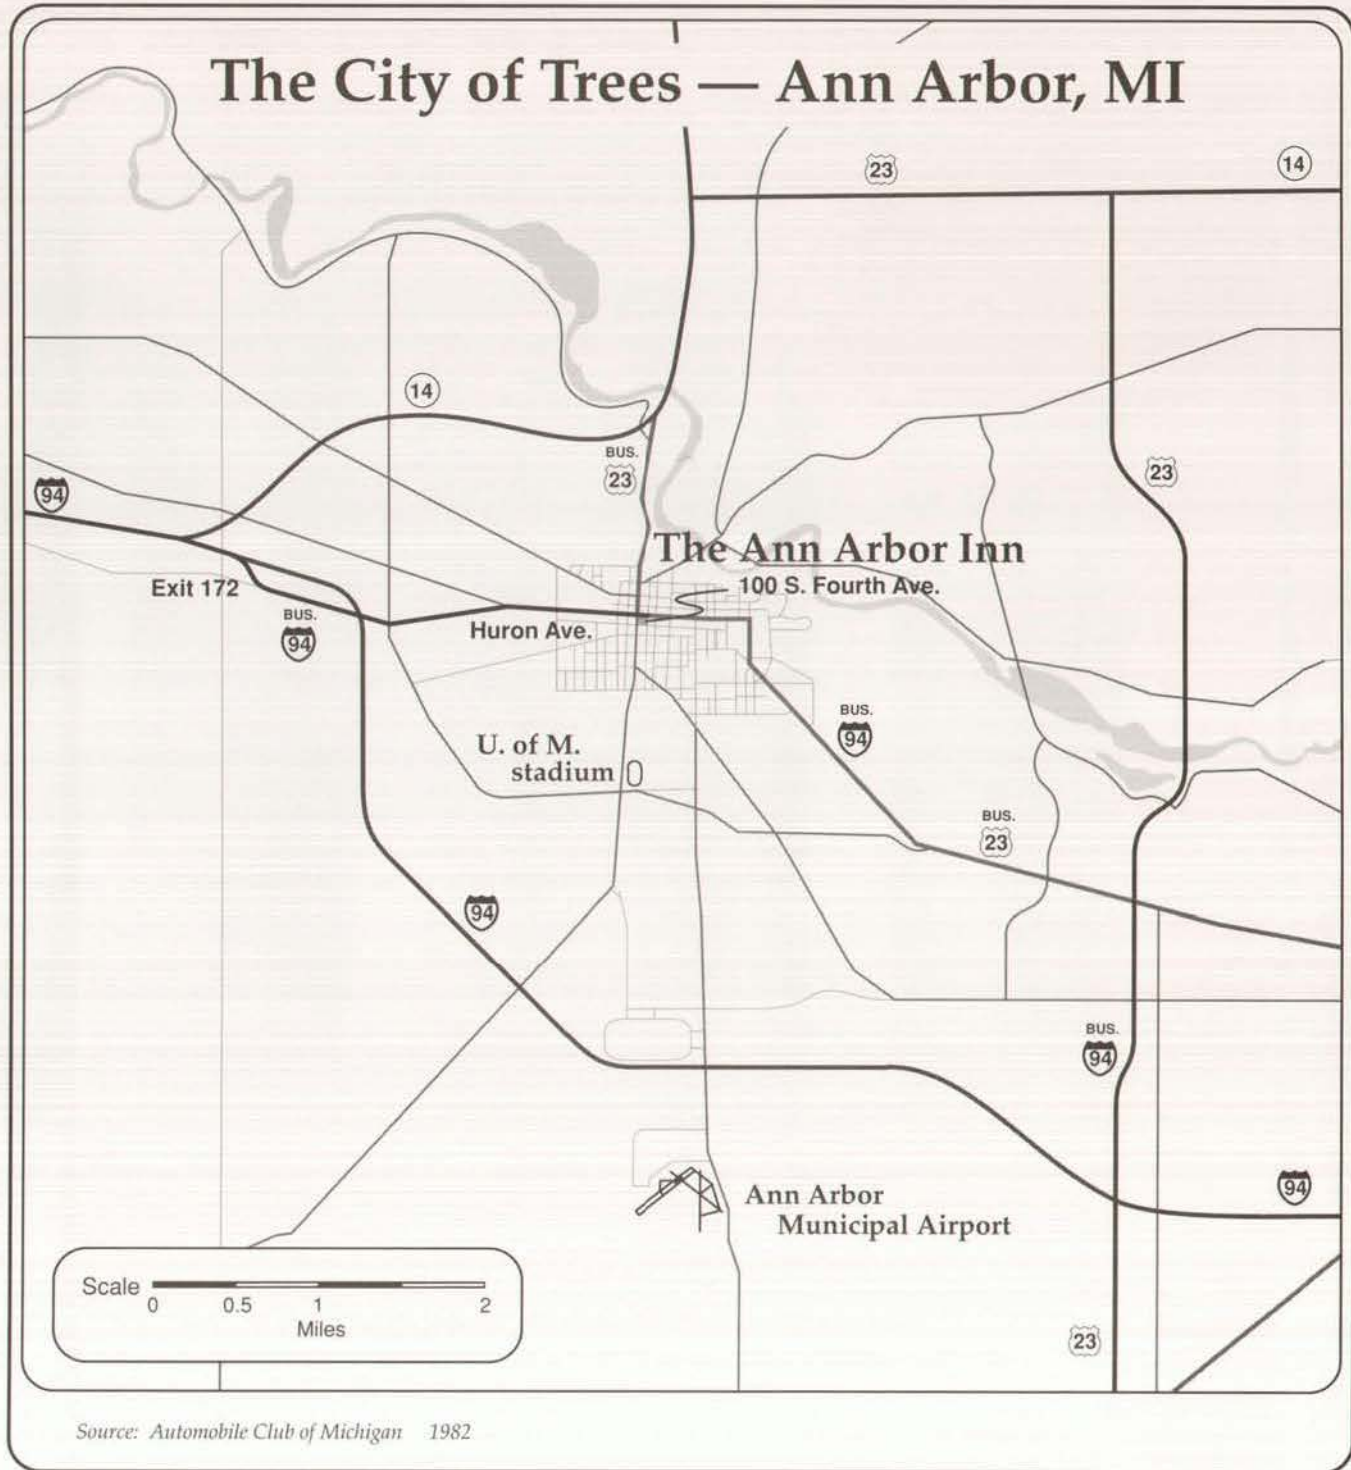 The City of Trees — Ann Arbor, MI
23
14
14
BUS.
23
23
94
The Ann Arbor Inn
100 S. Fourth Ave.
Exit 172
BUS.
94
Huron Ave.
BUS.
94
U. of M.
stadium
BUS.
23
94
BUS.
94
94
Ann Arbor
Municipal Airport
Scale
0 0.5 1 2
Miles
23
Source: Automobile Club of Michigan 1982